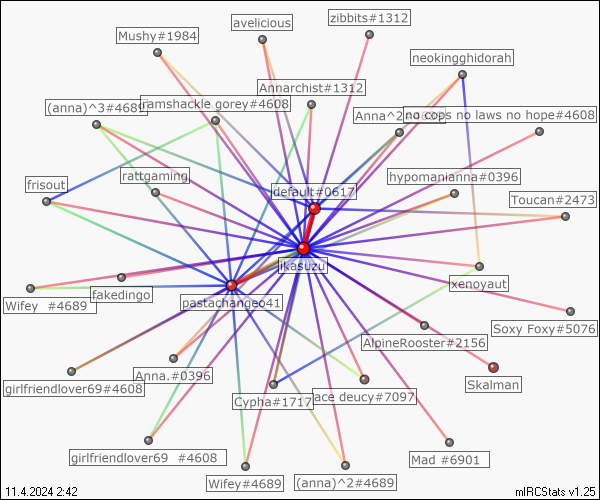 zibbits#1312
avelicious
Mushy#1984
neokingghidorah
Annarchist#1312
(anna)^3#4689
ramshackle gorey#4608
Anna^2
no cops no laws no hope#4608
rattgaming
hypomanianna#0396
frisout
default#0617
Toucan#2473
jikasuzu
xenoyaut
fakedingo
pastachangeo41
Wifey #4689
Soxy Foxy#5076
AlpineRooster#2156
Anna.#0396
girlfriendlover69#4608
Skalman
ace deucy#7097
Cypha#1717
girlfriendlover69 #4608
Mad #6901
Wifey#4689
(anna)^2#4689
11.4.2024 2:42
mIRCStats v1.25